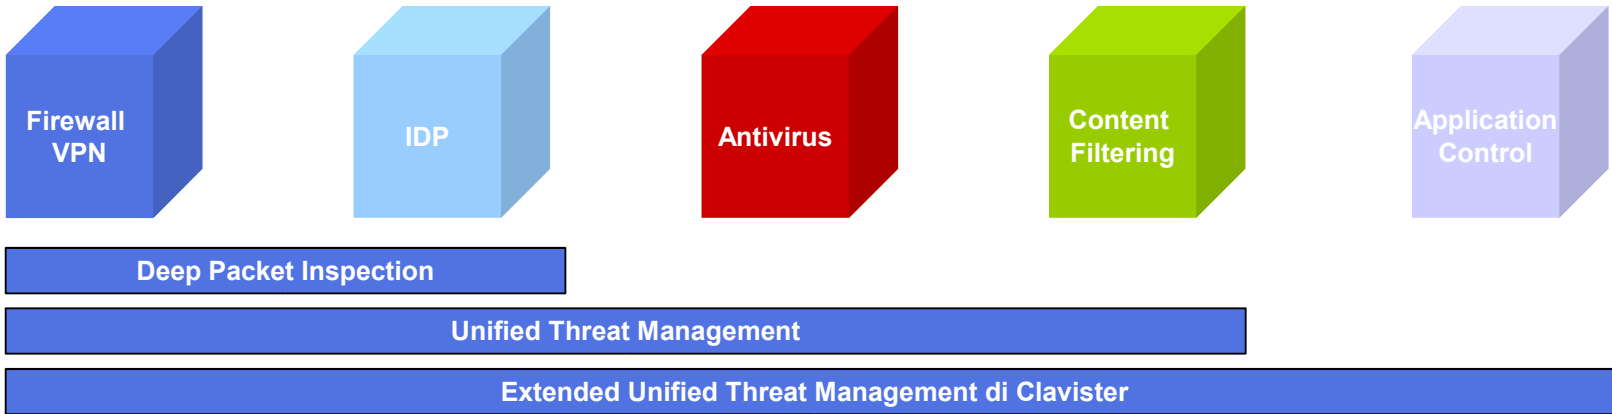 Firewall
VPN
IDP
Antivirus
Content
Filtering
Application
Control
Deep Packet Inspection
Unified Threat Management
Extended Unified Threat Management di Clavister